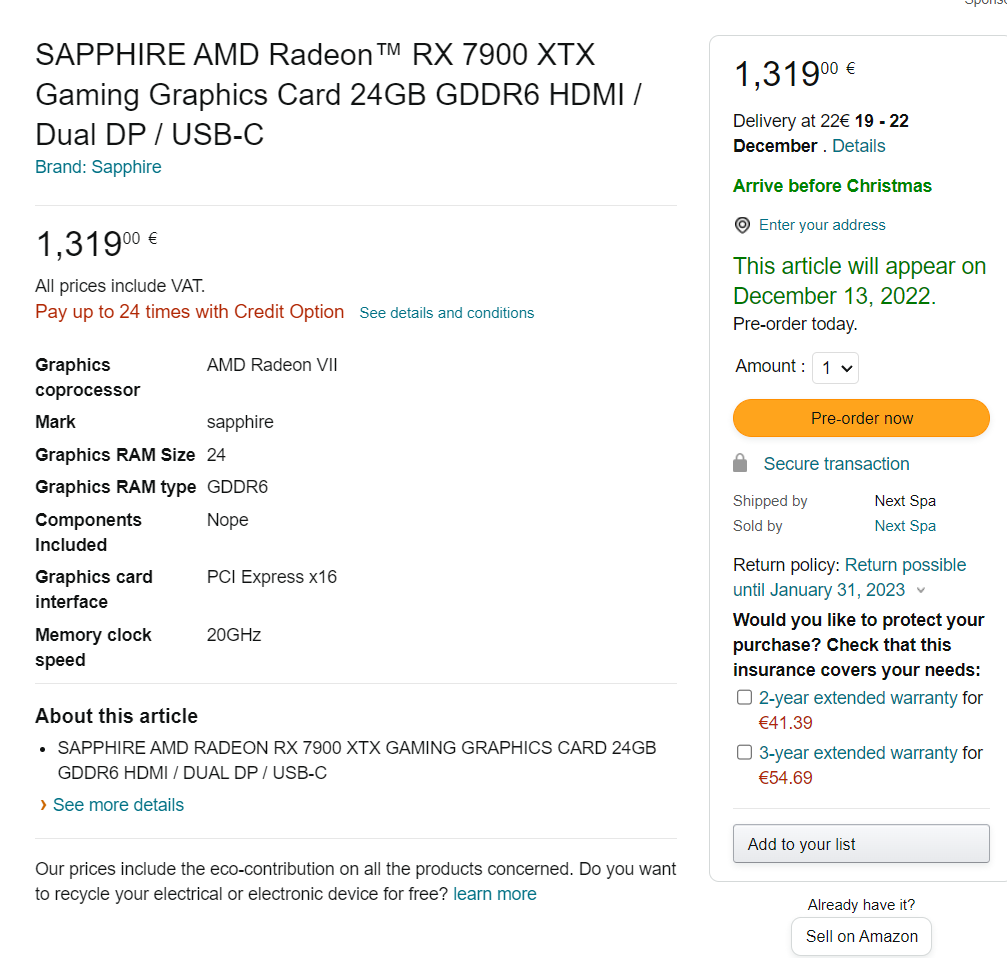 SAPPHIRE AMD Radeon™ RX 7900 XTX
Gaming Graphics Card 24GB GDDR6 HDMI /
Dual DP / USB-C
Brand: Sapphire
1,31900 €
All prices include VAT.
Pay up to 24 times with Credit Option See details and conditions
Graphics coprocessor AMD Radeon VII
Mark sapphire
Graphics RAM Size 24
Graphics RAM type GDDR6
Components Included Nope
Graphics card interface PCI Express x16
Memory clock speed 20GHz
About this article
• SAPPHIRE AMD RADEON RX 7900 XTX GAMING GRAPHICS CARD 24GB
GDDR6 HDMI / DUAL DP / USB-C
› See more details
Our prices include the eco-contribution on all the products concerned. Do you want
to recycle your electrical or electronic device for free? learn more
1,31900 €
Delivery at 22€ 19 - 22
December . Details
Arrive before Christmas
Enter your address
This article will appear on
December 13, 2022.
Pre-order today.
Amount : 1
Pre-order now
Secure transaction
Shipped by Next Spa
Sold by Next Spa
Return policy: Return possible
until January 31, 2023
Would you like to protect your
purchase? Check that this
insurance covers your needs:
2-year extended warranty for
€41.39
3-year extended warranty for
€54.69
Add to your list
Already have it?
Sell on Amazon